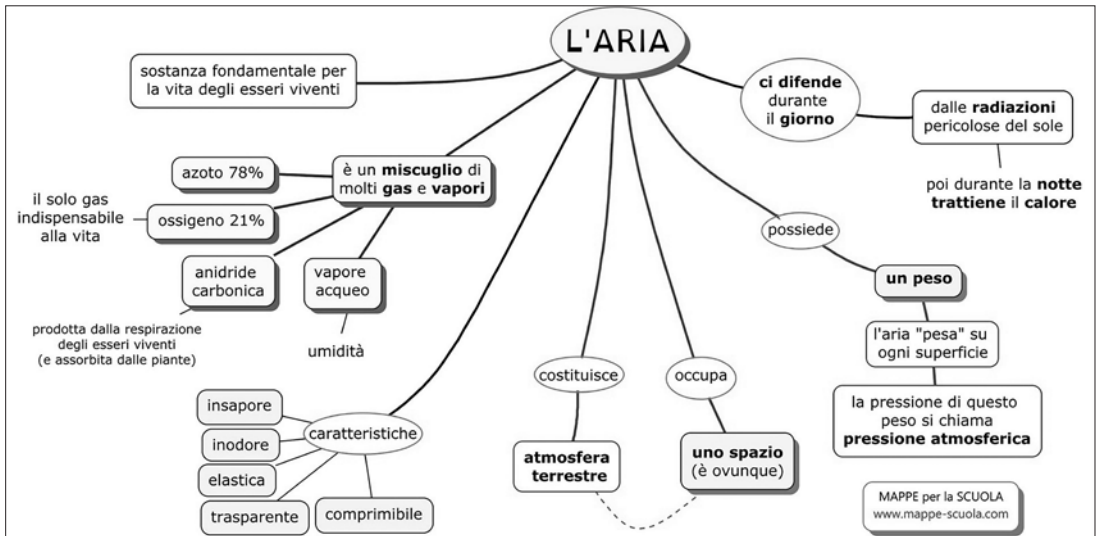 L'ARIA
sostanza fondamentale per
la vita degli esseri viventi
è un miscuglio di
molti gas e vapori
azoto 78%
ossigeno 21%
il solo gas
indispensabile
alla vita
anidride
carbonica
prodotta dalla respirazione
degli esseri viventi
(e assorbita dalle piante)
vapore
acqueo
umidità
caratteristiche
insapore
inodore
elastica
trasparente
comprimibile
costituisce
atmosfera
terrestre
occupa
uno spazio
(è ovunque)
possiede
un peso
l'aria "pesa" su
ogni superficie
la pressione di questo
peso si chiama
pressione atmosferica
ci difende
durante
il giorno
dalle radiazioni
pericolose del sole
poi durante la notte
trattiene il calore
MAPPE per la SCUOLA
www.mappe-scuola.com